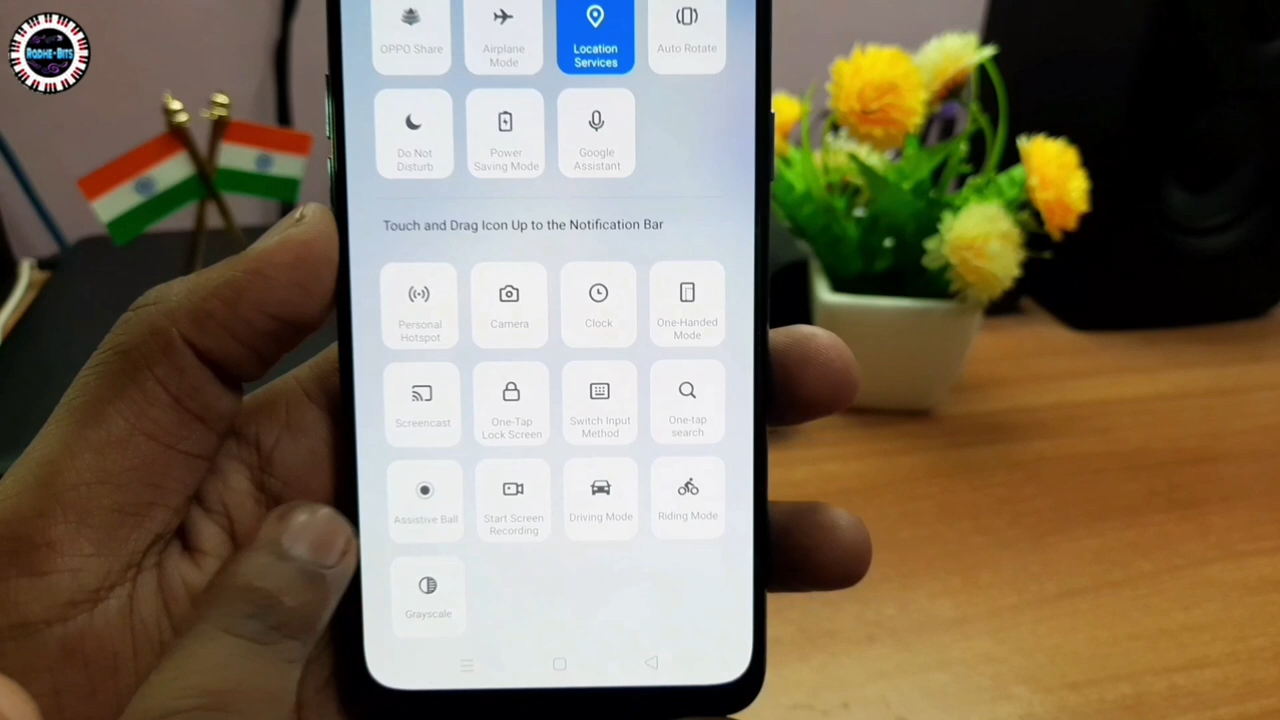 RODHE-BITS
OPPO Share
Airplane
Mode
Location
Services
Auto Rotate
Do Not
Disturb
Power
Saving Mode
Google
Assistant
Touch and Drag Icon Up to the Notification Bar
Personal
Hotspot
Camera
Clock
One-Handed
Mode
Screencast
One-Tap
Lock Screen
Switch Input
Method
One-tap
search
Assistive Ball
Start Screen
Recording
Driving Mode
Riding Mode
Grayscale